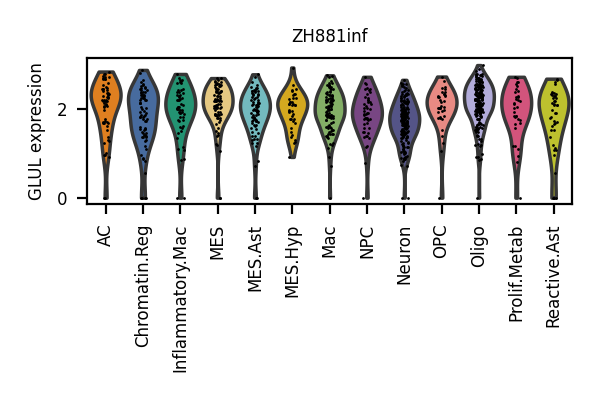 ZH881inf
GLUL expression
2
0
AC
Chromatin.Reg
Inflammatory.Mac
MES
MES.Ast
MES.Hyp
Mac
NPC
Neuron
OPC
Oligo
Prolif.Metab
Reactive.Ast